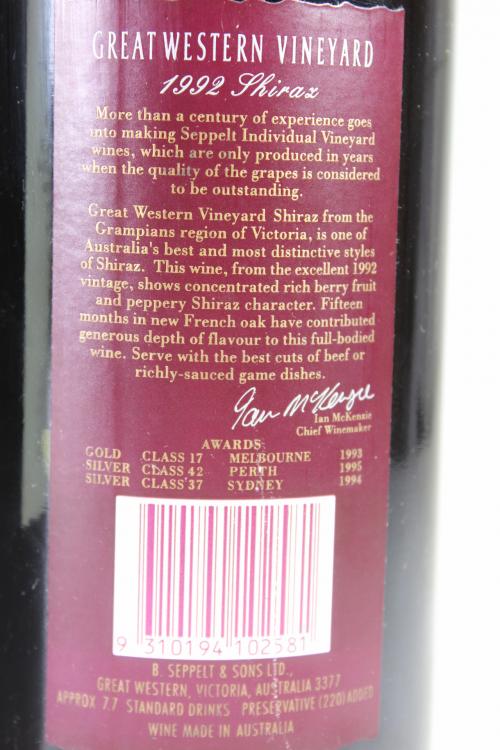 GREAT WESTERN VINEYARD
1992 Shiraz
More than a century of experience goes
into making Seppelt Individual Vineyard
wines, which are only produced in years
when the quality of the grapes is considered
to be outstanding.
Great Western Vineyard Shiraz from the
Grampians region of Victoria, is one of
Australia's best and most distinctive styles
of Shiraz. This wine, from the excellent 1992
vintage, shows concentrated rich berry fruit
and peppery Shiraz character. Fifteen
months in new French oak have contributed
generous depth of flavour to this full-bodied
wine. Serve with the best cuts of beef or
richly-sauced game dishes.
Ian McKenzie
Ian McKenzie
Chief Winemaker
AWARDS
GOLD CLASS 17 MELBOURNE 1993
SILVER CLASS 42 PERTH 1995
SILVER CLASS 37 SYDNEY 1994
9 310194 102581
B. SEPPELT & SONS LTD.,
GREAT WESTERN, VICTORIA, AUSTRALIA 3377
APPROX 7.7 STANDARD DRINKS PRESERVATIVE (220) ADDED
WINE MADE IN AUSTRALIA